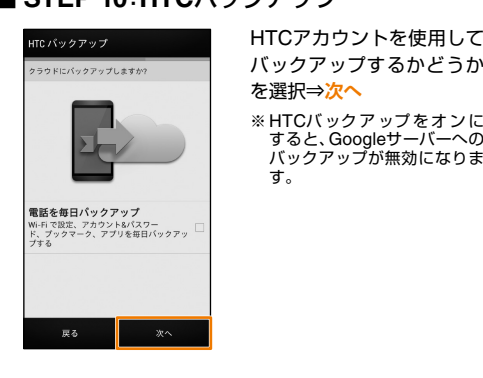 ■ STEP 10：HTCバックアップ
HTC バックアップ
クラウドにバックアップしますか?
電話を毎日バックアップ
Wi-Fi で設定、アカウント&パスワー
ド、ブックマーク、アプリを毎日バックアッ
プする
戻る
次へ
HTCアカウントを使用して
バックアップするかどうか
を選択⇒次へ
※HTCバックアップをオンに
すると、Googleサーバーへの
バックアップが無効になりま
す。